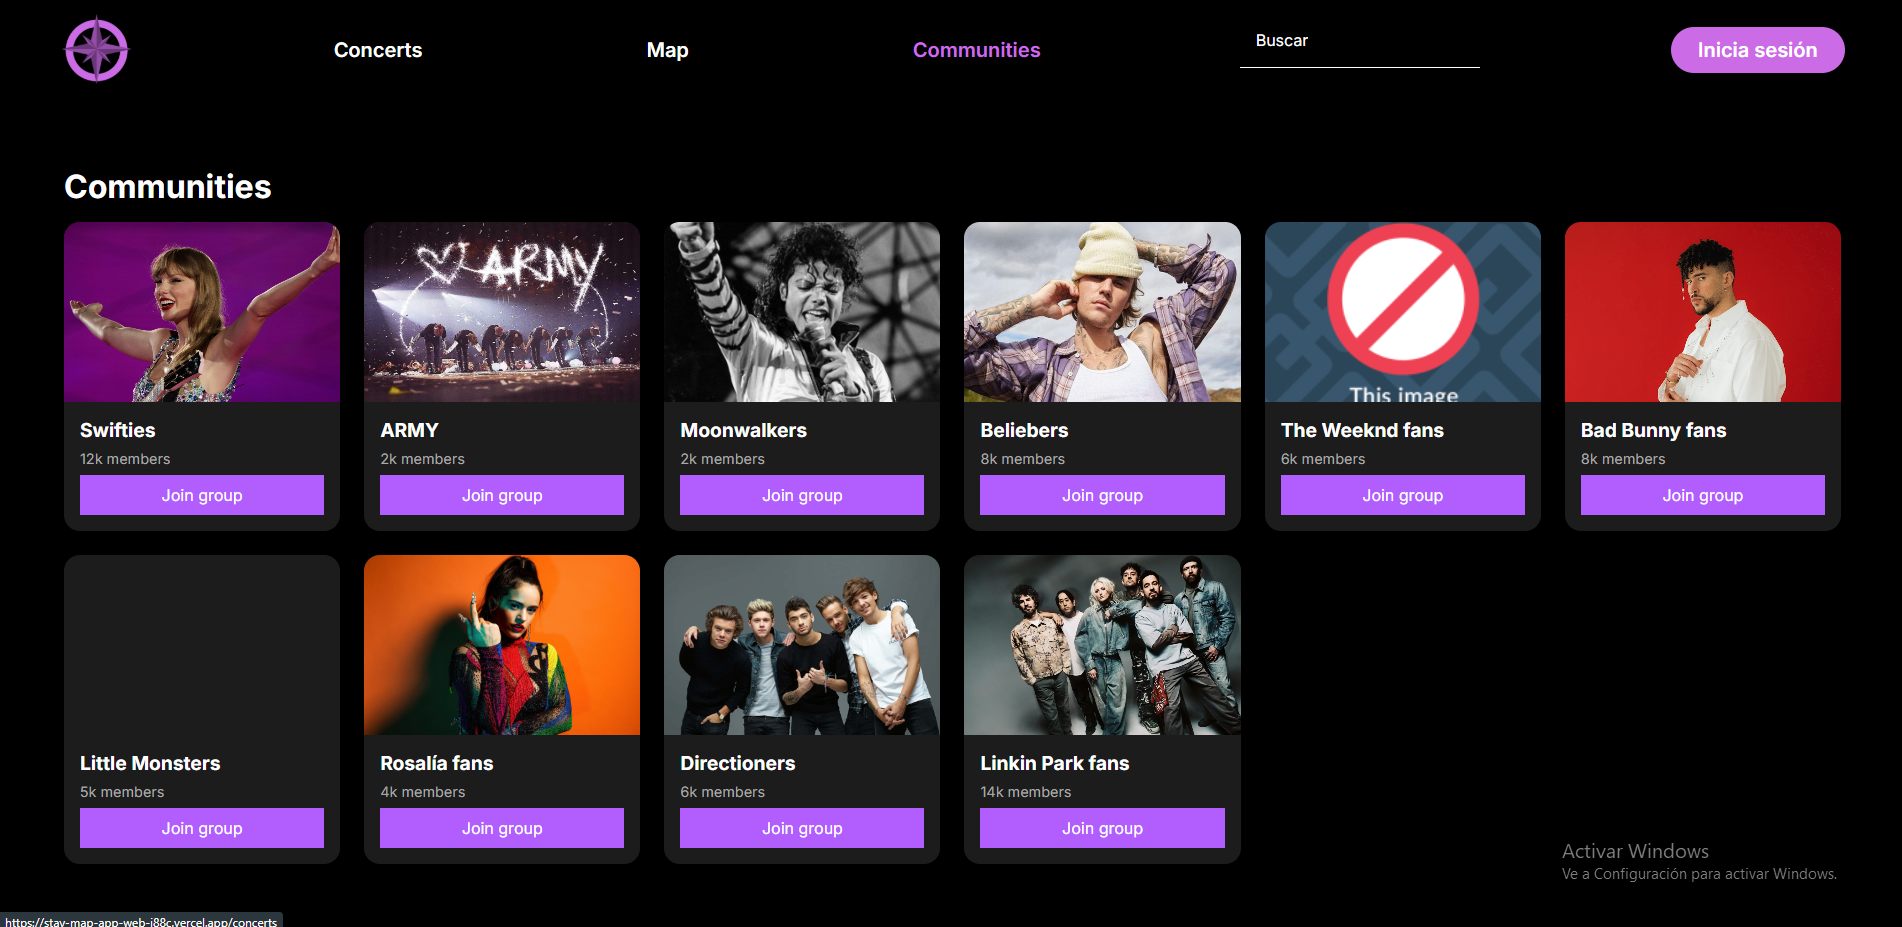 Concerts
Map
Communities
Buscar
Inicia sesión
Communities
ARMY
This image
Swifties
ARMY
Moonwalkers
Beliebers
The Weeknd fans
Bad Bunny fans
12k members
2k members
2k members
8k members
6k members
8k members
Join group
Join group
Join group
Join group
Join group
Join group
Little Monsters
Rosalía fans
Directioners
Linkin Park fans
5k members
4k members
6k members
14k members
Join group
Join group
Join group
Join group
Activar Windows
Ve a Configuración para activar Windows.
https://stay-map-app-web-j88c.vercel.app/concerts